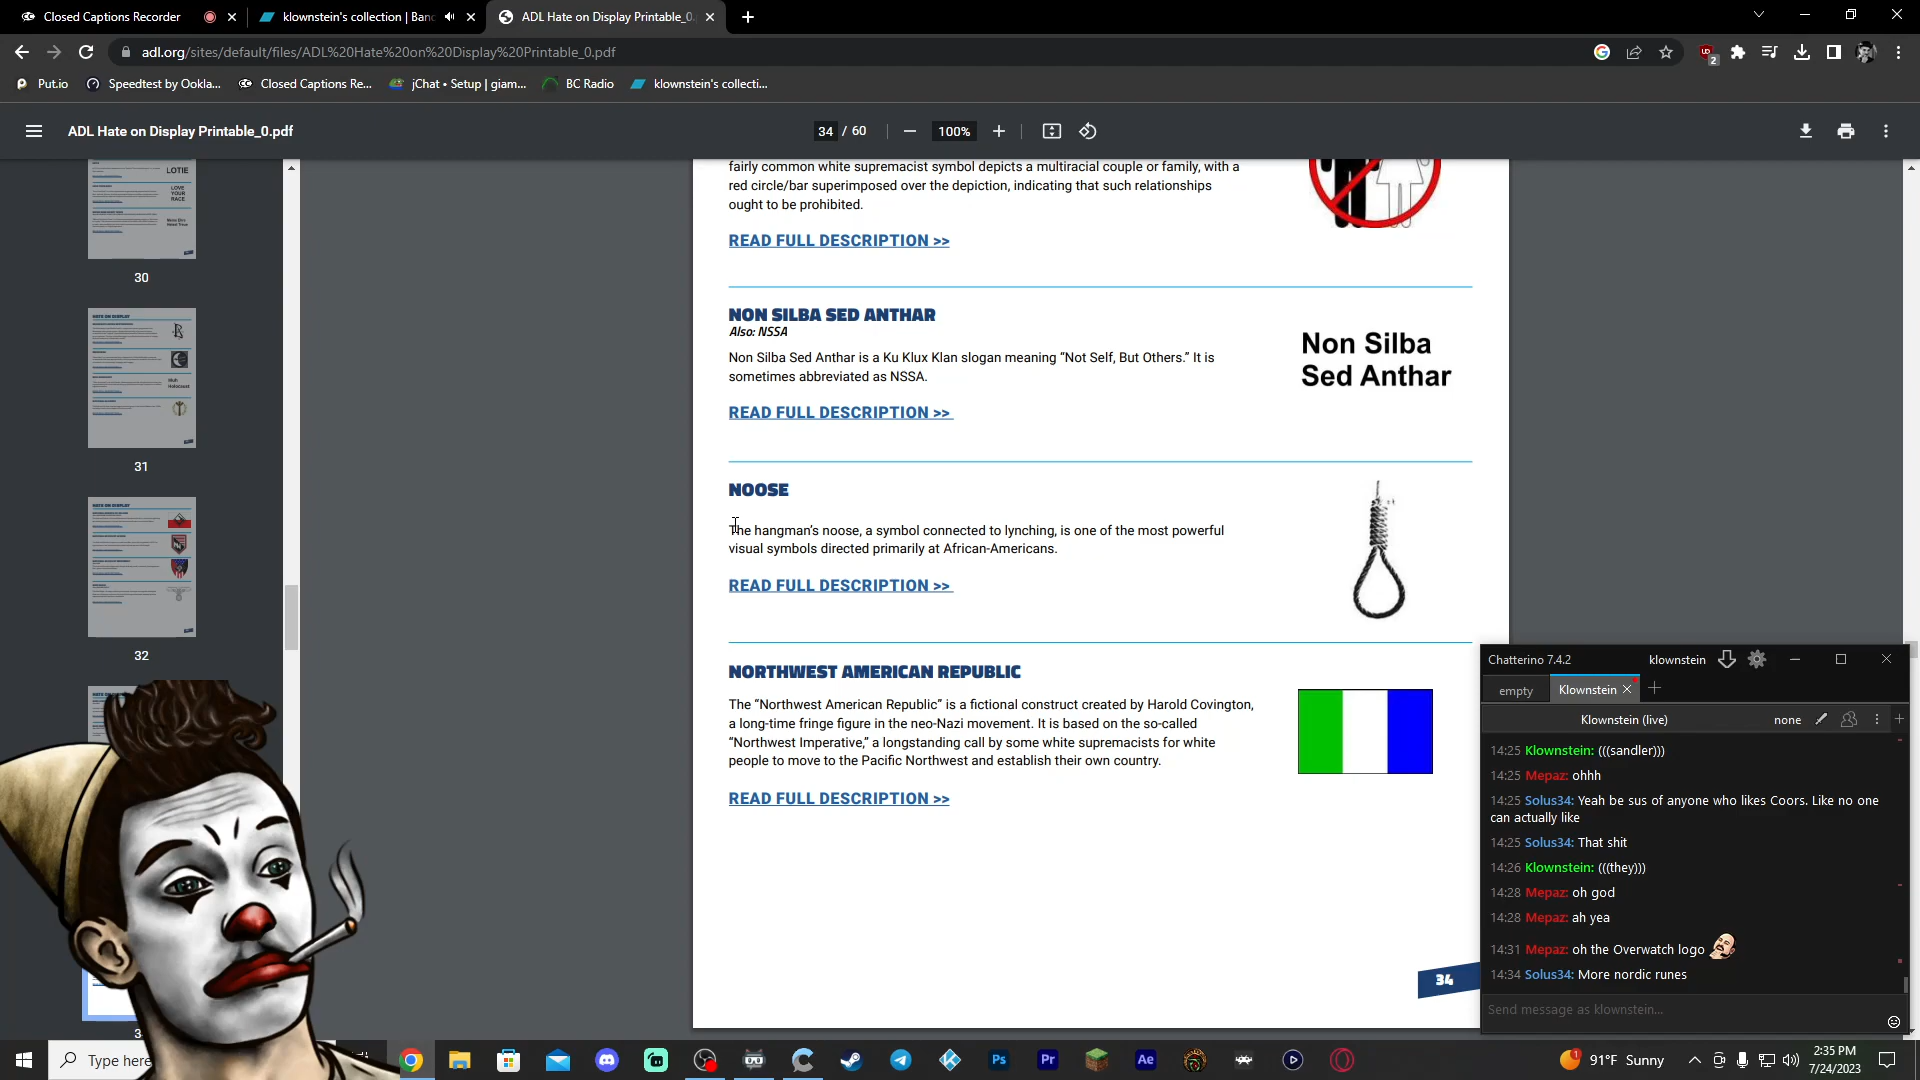 Closed Captions Recorder
klownstein's collection | Banc
ADL Hate on Display Printable_0.
adl.org/sites/default/files/ADL%20Hate%20on%20Display%20Printable_0.pdf
2
Put.io
Speedtest by Ookla...
Closed Captions Re...
jChat • Setup | giam...
BC Radio
klownstein's collecti...
ADL Hate on Display Printable_0.pdf
34 / 60
100%
LOTIE
LOVE YOUR RACE
30
31
32
fairly common white supremacist symbol depicts a multiracial couple or family, with a
red circle/bar superimposed over the depiction, indicating that such relationships
ought to be prohibited.
READ FULL DESCRIPTION >>
NON SILBA SED ANTHAR
Also: NSSA
Non Silba Sed Anthar is a Ku Klux Klan slogan meaning “Not Self, But Others.” It is
sometimes abbreviated as NSSA.
READ FULL DESCRIPTION >>
Non Silba
Sed Anthar
NOOSE
The hangman’s noose, a symbol connected to lynching, is one of the most powerful
visual symbols directed primarily at African-Americans.
READ FULL DESCRIPTION >>
NORTHWEST AMERICAN REPUBLIC
The “Northwest American Republic” is a fictional construct created by Harold Covington,
a long-time fringe figure in the neo-Nazi movement. It is based on the so-called
“Northwest Imperative,” a longstanding call by some white supremacists for white
people to move to the Pacific Northwest and establish their own country.
READ FULL DESCRIPTION >>
34
Chatterino 7.4.2
klownstein
empty
Klownstein
Klownstein (live)
none
14:25 Klownstein: (((sandler)))
14:25 Mepaz: ohhh
14:25 Solus34: Yeah be sus of anyone who likes Coors. Like no one
can actually like
14:25 Solus34: That shit
14:26 Klownstein: (((they)))
14:28 Mepaz: oh god
14:28 Mepaz: ah yea
14:31 Mepaz: oh the Overwatch logo
14:34 Solus34: More nordic runes
Send message as klownstein...
Type here
Ps
Pr
Ae
1
91°F Sunny
2:35 PM
7/24/2023